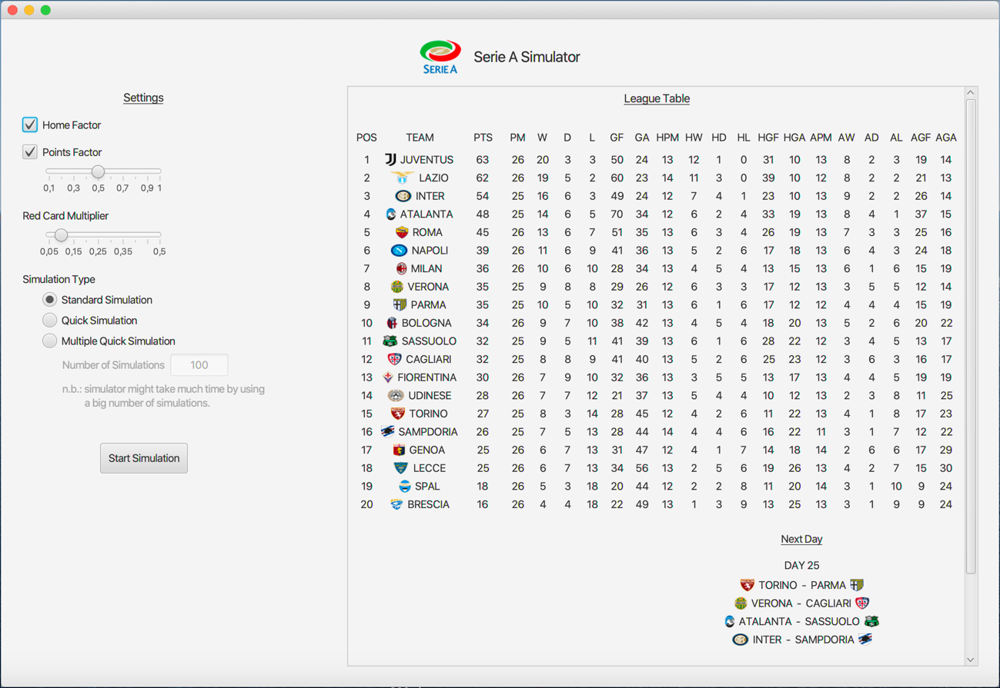 SERIE A
Serie A Simulator
Settings
Home Factor
Points Factor
0,1 0,3 0,5 0,7 0,9 1
Red Card Multiplier
0,05 0,15 0,25 0,35 0,5
Simulation Type
Standard Simulation
Quick Simulation
Multiple Quick Simulation
Number of Simulations 100
n.b.: simulator might take much time by using
a big number of simulations.
Start Simulation
League Table
POS TEAM PTS PM W D L GF GA HPM HW HD HL HGF HGA APM AW AD AL AGF AGA
1 JUVENTUS 63 26 20 3 3 50 24 13 12 1 0 31 10 13 8 2 3 19 14
2 LAZIO 62 26 19 5 2 60 23 14 11 3 0 39 10 12 8 2 2 21 13
3 INTER 54 25 16 6 3 49 24 12 7 4 1 23 10 13 9 2 2 26 14
4 ATALANTA 48 25 14 6 5 70 34 12 6 2 4 33 19 13 8 4 1 37 15
5 ROMA 45 26 13 6 7 51 35 13 6 3 4 26 19 13 7 3 3 25 16
6 NAPOLI 39 26 11 6 9 41 36 13 5 2 6 17 18 13 6 4 3 24 18
7 MILAN 36 26 10 6 10 28 34 13 4 5 4 13 15 13 6 1 6 15 19
8 VERONA 35 25 9 8 8 29 26 12 6 3 3 17 12 13 3 5 5 12 14
9 PARMA 35 25 10 5 10 32 31 13 6 1 6 17 12 12 4 4 4 15 19
10 BOLOGNA 34 26 9 7 10 38 42 13 4 5 4 18 20 13 5 2 6 20 22
11 SASSUOLO 32 25 9 5 11 41 39 13 6 1 6 28 22 12 3 4 5 13 17
12 CAGLIARI 32 25 8 8 9 41 40 13 5 2 6 25 23 12 3 6 3 16 17
13 FIORENTINA 30 26 7 9 10 32 36 13 3 5 5 13 17 13 4 4 5 19 19
14 UDINESE 28 26 7 7 12 21 37 13 5 4 4 10 12 13 2 3 8 11 25
15 TORINO 27 25 8 3 14 28 45 12 4 2 6 11 22 13 4 1 8 17 23
16 SAMPDORIA 26 25 7 5 13 28 44 14 4 4 6 16 22 11 3 1 7 12 22
17 GENOA 25 26 6 7 13 31 47 12 4 1 7 14 18 14 2 6 6 17 29
18 LECCE 25 26 6 7 13 34 56 13 2 5 6 19 26 13 4 2 7 15 30
19 SPAL 18 26 5 3 18 20 44 12 2 2 8 11 20 14 3 1 10 9 24
20 BRESCIA 16 26 4 4 18 22 49 13 1 3 9 13 25 13 3 1 9 9 24
Next Day
DAY 25
TORINO - PARMA
VERONA - CAGLIARI
ATALANTA - SASSUOLO
INTER - SAMPDORIA